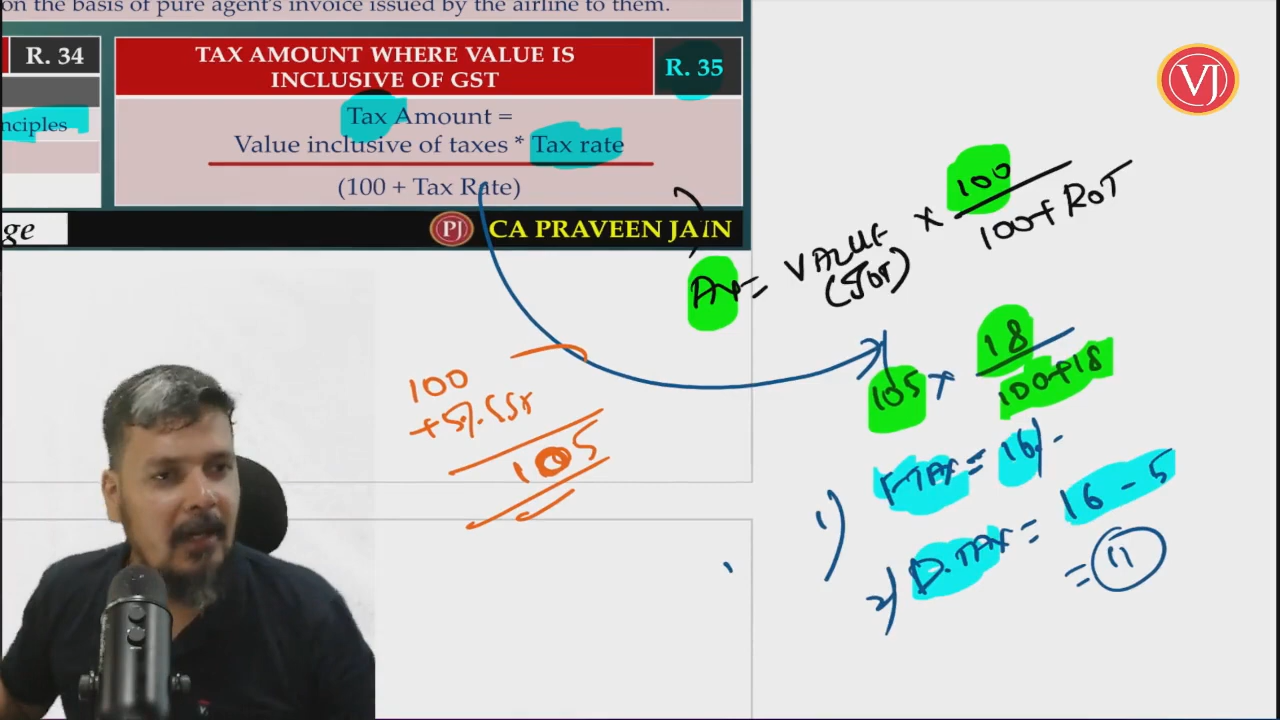 on the basis of pure agent's invoice issued by the airline to them.
R. 34
TAX AMOUNT WHERE VALUE IS
INCLUSIVE OF GST
R. 35
nciples
Tax Amount =
Value inclusive of taxes * Tax rate
(100 + Tax Rate)
ge
PJ
CA PRAVEEN JAIN
VJ
= VALUE × 100
100+ ROT
105 × 18
100+18
100
+5%
105
1) TAX = 16/-
2) D.TAX = 16 - 5
= 11